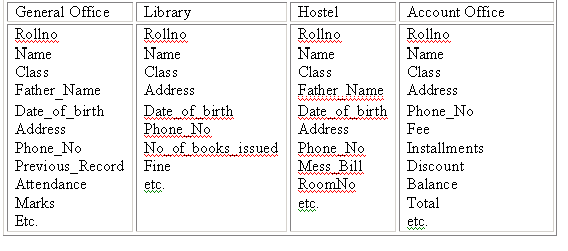 General Office
Rollno
Name
Class
Father_Name
Date_of_birth
Address
Phone_No
Previous_Record
Attendance
Marks
Etc.
Library
Rollno
Name
Class
Address
Date_of_birth
Phone_No
No_of_books_issued
Fine
etc.
Hostel
Rollno
Name
Class
Father_Name
Date_of_birth
Address
Phone_No
Mess_Bill
RoomNo
etc.
Account Office
Rollno
Name
Class
Address
Phone_No
Fee
Installments
Discount
Balance
Total
etc.